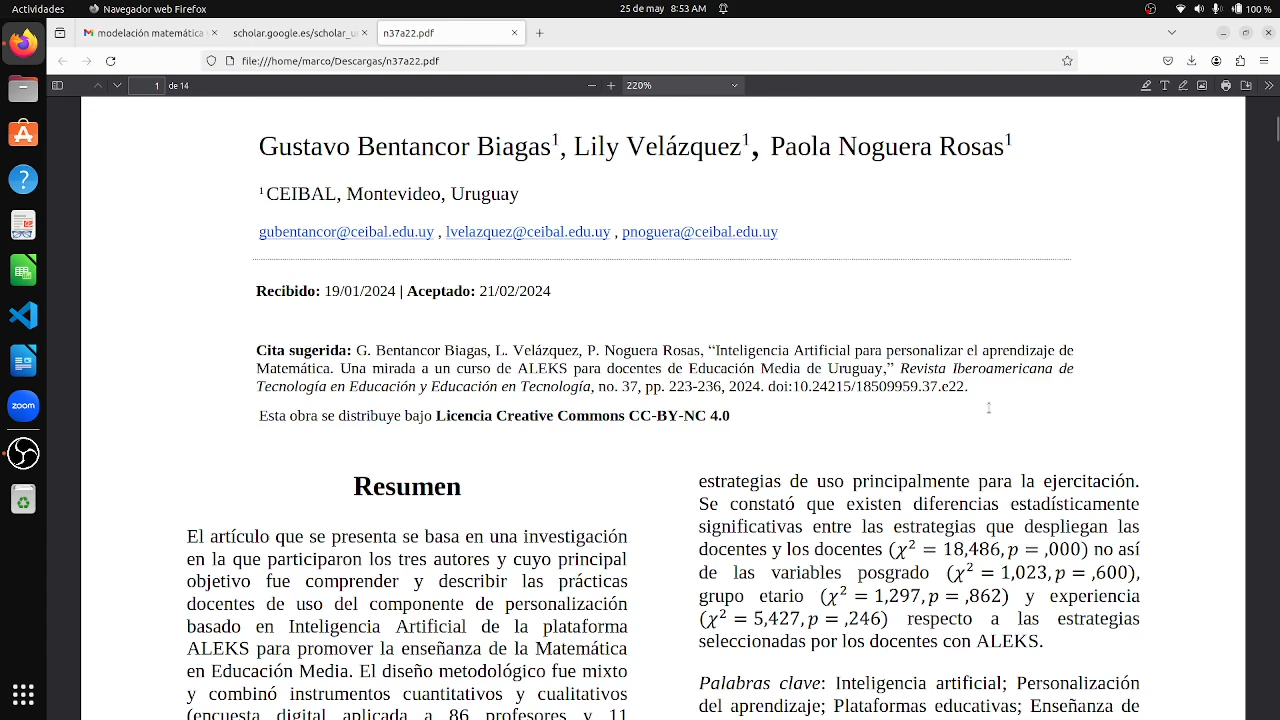 Actividades
Navegador web Firefox
25 de may 8:53 AM
100 %
modelación matemática
scholar.google.es/scholar_u
n37a22.pdf
file:///home/marco/Descargas/n37a22.pdf
1 de 14
220%
Gustavo Bentancor Biagas¹, Lily Velázquez¹, Paola Noguera Rosas¹
¹ CEIBAL, Montevideo, Uruguay
gubentancor@ceibal.edu.uy , lvelazquez@ceibal.edu.uy , pnoguera@ceibal.edu.uy
Recibido: 19/01/2024 | Aceptado: 21/02/2024
Cita sugerida: G. Bentancor Biagas, L. Velázquez, P. Noguera Rosas, “Inteligencia Artificial para personalizar el aprendizaje de
Matemática. Una mirada a un curso de ALEKS para docentes de Educación Media de Uruguay,” Revista Iberoamericana de
Tecnología en Educación y Educación en Tecnología, no. 37, pp. 223-236, 2024. doi:10.24215/18509959.37.e22.
Esta obra se distribuye bajo Licencia Creative Commons CC-BY-NC 4.0
Resumen
El artículo que se presenta se basa en una investigación
en la que participaron los tres autores y cuyo principal
objetivo fue comprender y describir las prácticas
docentes de uso del componente de personalización
basado en Inteligencia Artificial de la plataforma
ALEKS para promover la enseñanza de la Matemática
en Educación Media. El diseño metodológico fue mixto
y combinó instrumentos cuantitativos y cualitativos
(encuesta digital aplicada a 86 profesores y 11
estrategias de uso principalmente para la ejercitación.
Se constató que existen diferencias estadísticamente
significativas entre las estrategias que despliegan las
docentes y los docentes (χ² = 18,486, p = ,000) no así
de las variables posgrado (χ² = 1,023, p = ,600),
grupo etario (χ² = 1,297, p = ,862) y experiencia
(χ² = 5,427, p = ,246) respecto a las estrategias
seleccionadas por los docentes con ALEKS.
Palabras clave: Inteligencia artificial; Personalización
del aprendizaje; Plataformas educativas; Enseñanza de
zoom